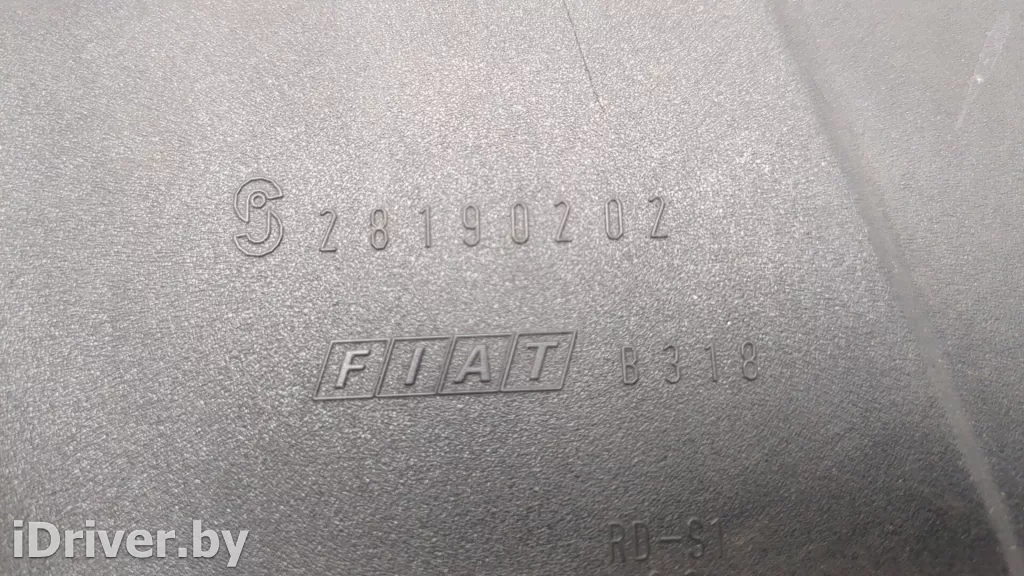 28190202
FIAT B318
RD-S1
iDriver.by